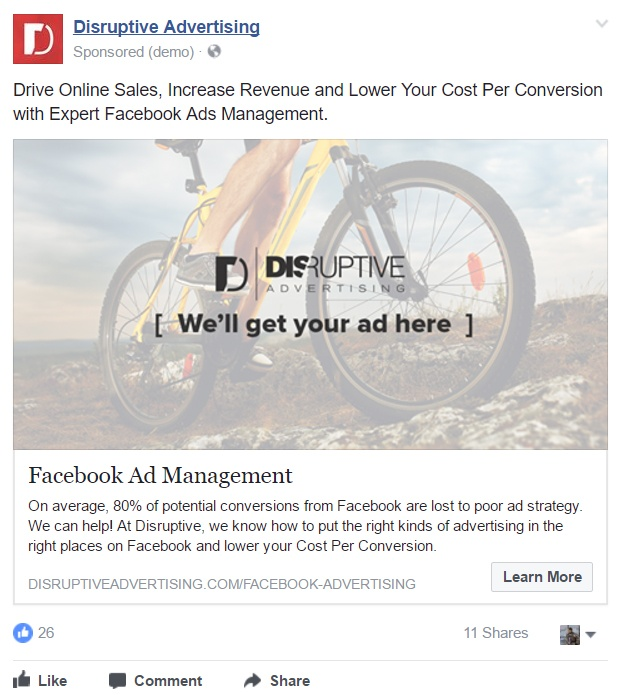 Disruptive Advertising
Sponsored (demo) ·
Drive Online Sales, Increase Revenue and Lower Your Cost Per Conversion
with Expert Facebook Ads Management.
DISRUPTIVE
ADVERTISING
[ We'll get your ad here ]
Facebook Ad Management
On average, 80% of potential conversions from Facebook are lost to poor ad strategy.
We can help! At Disruptive, we know how to put the right kinds of advertising in the
right places on Facebook and lower your Cost Per Conversion.
DISRUPTIVEADVERTISING.COM/FACEBOOK-ADVERTISING
Learn More
26
11 Shares
Like Comment Share